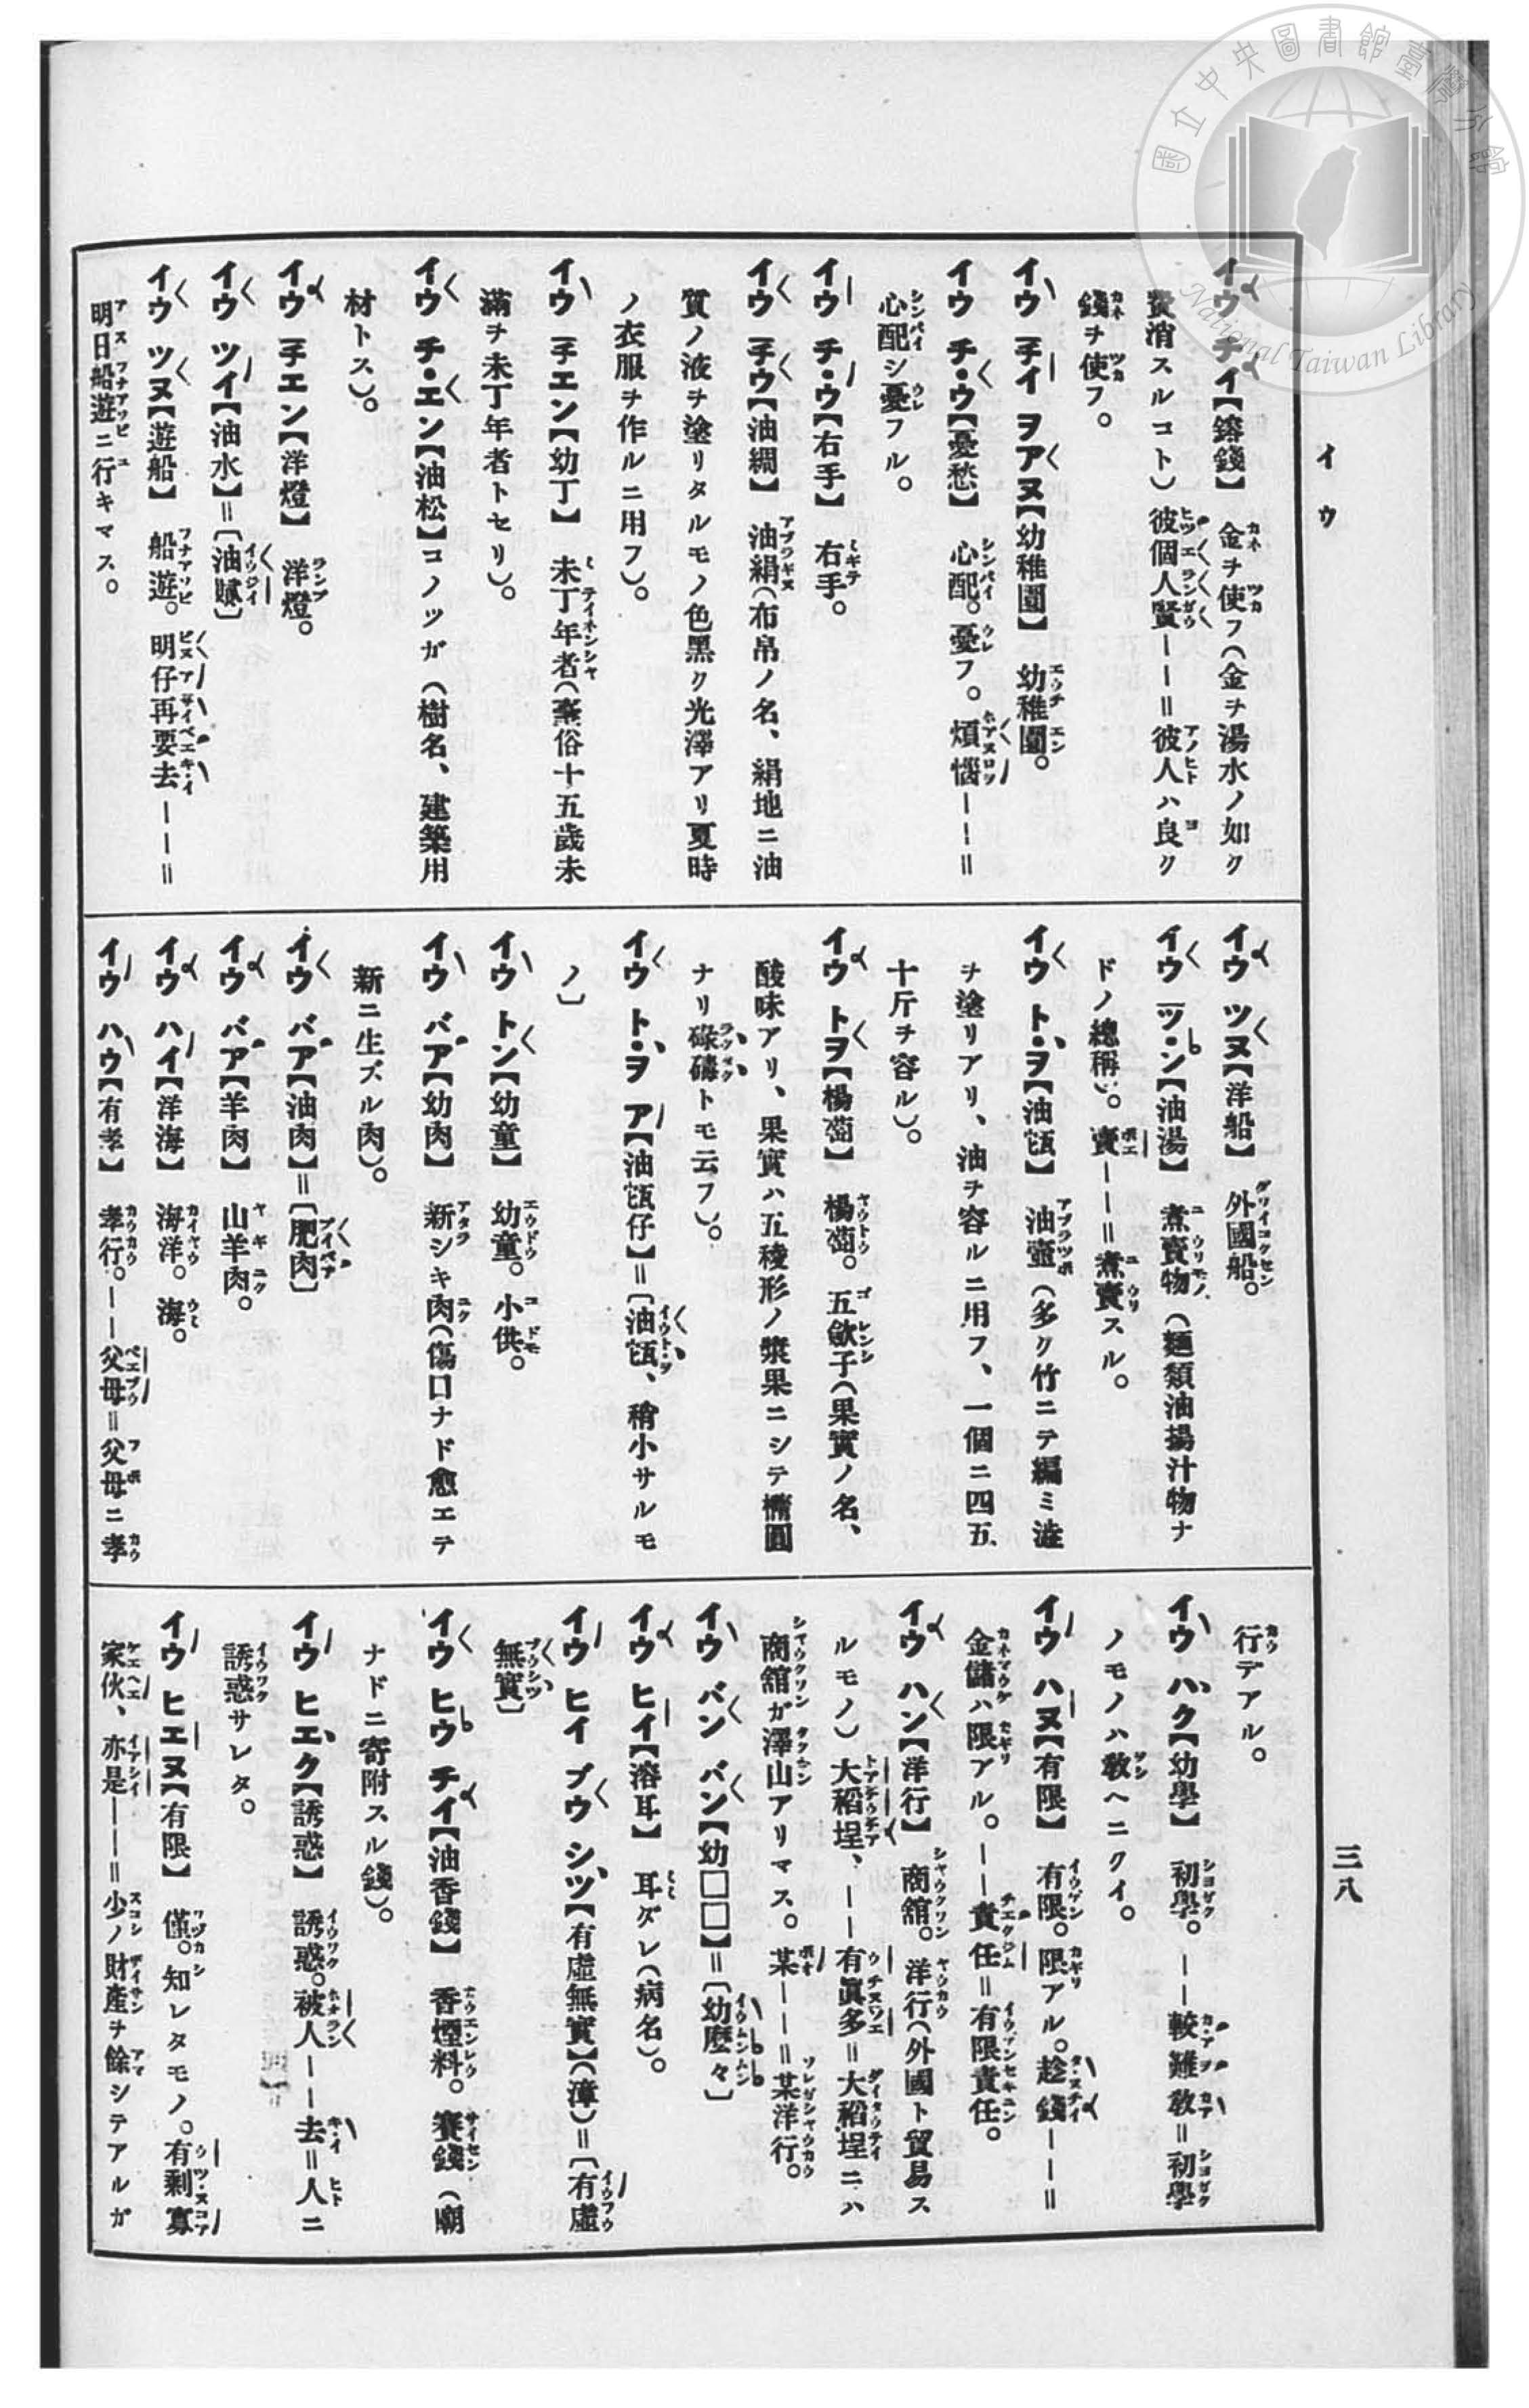 國立中央圖書館臺灣分館
National Taiwan Library
イウ
三八
イウ チイ【鎔錢】 金ヲ使フ(金ヲ湯水ノ如ク
費消スルコト)彼個人賢――=彼人ハ良ク
錢ヲ使フ。
イウ チイ ヲアヌ【幼稚園】 幼稚園。
イウ チ・ウ【憂愁】 心配。憂フ。煩惱――=
心配シ憂フル。
イウ チ・ウ【右手】 右手。
イウ チウ【油綢】 油絹(布帛ノ名、絹地ニ油
質ノ液ヲ塗リタルモノ色黑ク光澤アリ夏時
ノ衣服ヲ作ルニ用フ)。
イウ チエン【幼丁】 未丁年者(臺俗十五歲未
滿ヲ未丁年者トセリ)。
イウ チ・エン【油松】コノツガ(樹名、建築用
材トス)。
イウ チエン【洋燈】 洋燈。
イウ ツイ【油水】=〔油膩〕
イウ ツヌ【遊船】 船遊。明仔再要去――=
明日船遊ニ行キマス。
イウ ツヌ【洋船】 外國船。
イウ ツ・ン【油湯】 煮賣物(麵類油揚汁物ナ
ドノ總稱)。賣――=煮賣スル。
イウ ト・ヲ【油瓨】 油壺(多ク竹ニテ編ミ澁
ヲ塗リアリ、油ヲ容ルニ用フ、一個ニ四五
十斤ヲ容ル)。
イウ トヲ【楊萄】 楊萄。五歛子(果實ノ名、
酸味アリ、果實ハ五稜形ノ漿果ニシテ橢圓
ナリ磟碡トモ云フ)。
イウ ト・ヲ ア【油瓨仔】=〔油瓨、稍小サルモ
ノ〕
イウ トン【幼童】 幼童。小供。
イウ バア【幼肉】 新シキ肉(傷口ナド愈エテ
新ニ生ズル肉)。
イウ バア【油肉】=〔肥肉〕
イウ バア【羊肉】 山羊肉。
イウ ハイ【洋海】 海洋。海。
イウ ハウ【有孝】 孝行。――父母=父母ニ孝
行デアル。
イウ ハク【幼學】 初學。――較難敎=初學
ノモノハ敎ヘニクイ。
イウ ハヌ【有限】 有限。限アル。趁錢――=
金儲ハ限アル。――責任=有限責任。
イウ ハン【洋行】 商舘。洋行(外國ト貿易ス
ルモノ)大稻埕、――有眞多=大稻埕ニハ
商舘ガ澤山アリマス。某――=某洋行。
イウ バン バン【幼□□】=〔幼麼々〕
イウ ヒイ【溶耳】 耳ダレ(病名)。
イウ ヒイ ブウ シツ【有虛無實】(漳)=〔有虛
無實〕
イウ ヒウ チイ【油香錢】 香煙料。賽錢(廟
ナドニ寄附スル錢)。
イウ ヒエク【誘惑】 誘惑。被人――去=人ニ
誘惑サレタ。
イウ ヒエヌ【有限】 僅。知レタモノ。有剩寡
家伙、亦是――=少ノ財產ヲ餘シテアルガ